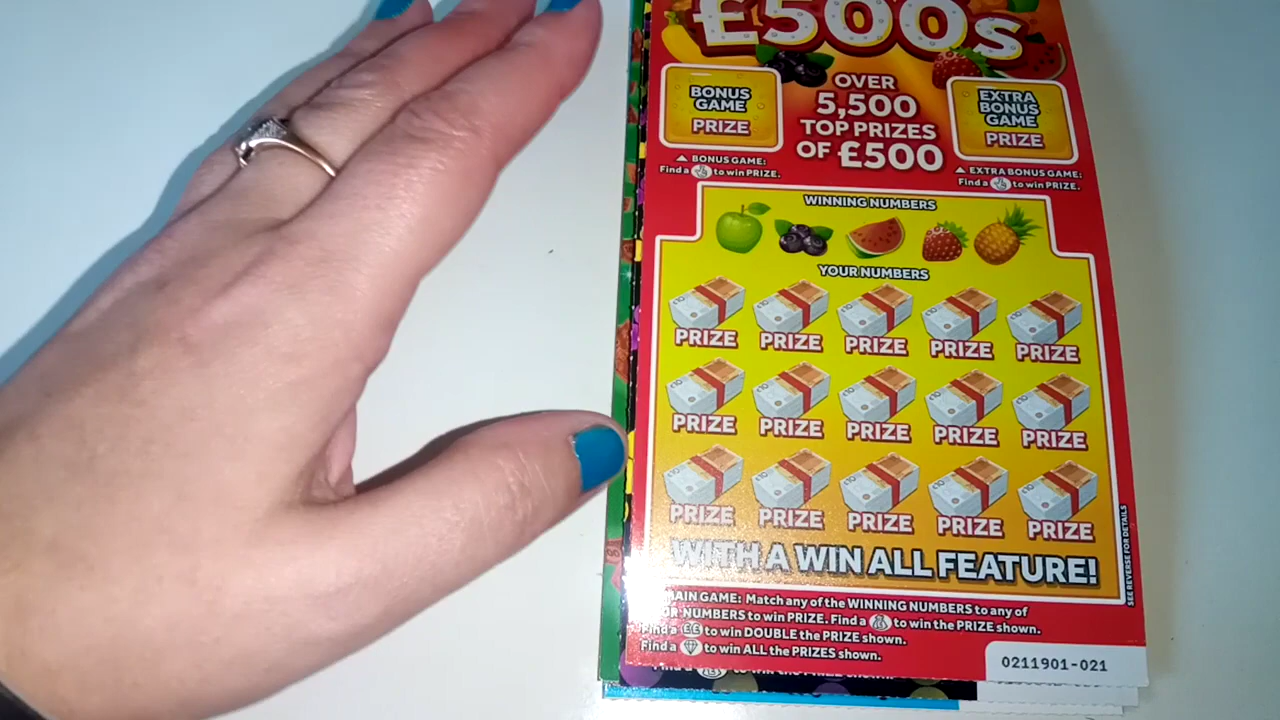 £500s
OVER
5,500
TOP PRIZES
OF £500
BONUS
GAME
PRIZE
EXTRA
BONUS
GAME
PRIZE
BONUS GAME:
Find a to win PRIZE.
EXTRA BONUS GAME:
Find a to win PRIZE.
WINNING NUMBERS
YOUR NUMBERS
PRIZE PRIZE PRIZE PRIZE PRIZE
PRIZE PRIZE PRIZE PRIZE PRIZE
PRIZE PRIZE PRIZE PRIZE PRIZE
WITH A WIN ALL FEATURE!
SEE REVERSE FOR DETAILS
MAIN GAME: Match any of the WINNING NUMBERS to any of
YOUR NUMBERS to win PRIZE. Find a to win the PRIZE shown.
Find a ££ to win DOUBLE the PRIZE shown.
Find a to win ALL the PRIZES shown.
0211901-021